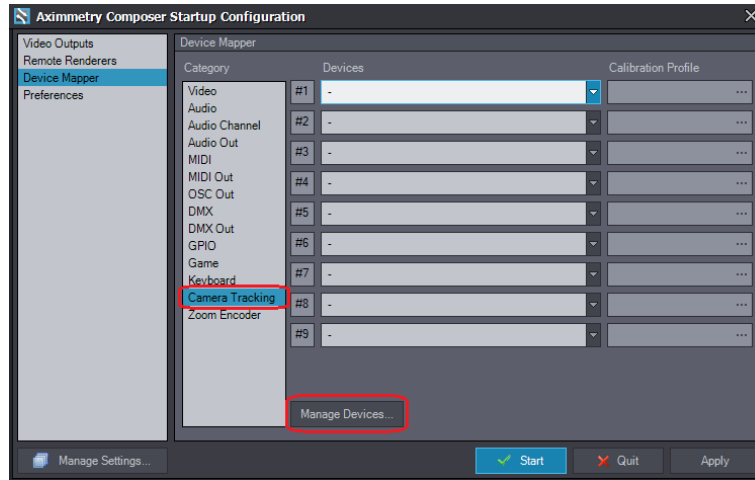 Aximmetry Composer Startup Configuration
Video Outputs
Remote Renderers
Device Mapper
Preferences
Device Mapper
Category Devices Calibration Profile
Video
Audio
Audio Channel
Audio Out
MIDI
MIDI Out
OSC Out
DMX
DMX Out
GPIO
Game
Keyboard
Camera Tracking
Zoom Encoder
#1 - ...
#2 - ...
#3 - ...
#4 - ...
#5 - ...
#6 - ...
#7 - ...
#8 - ...
#9 - ...
Manage Devices...
Manage Settings... Start Quit Apply